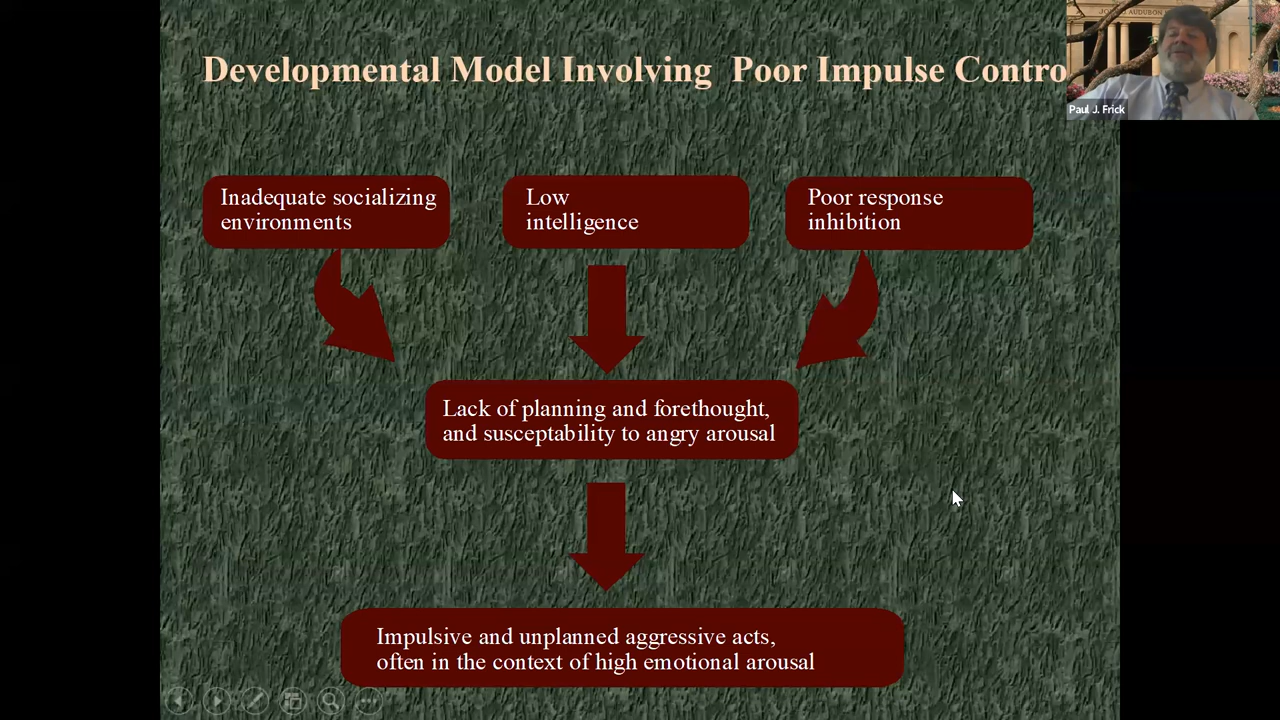 Developmental Model Involving Poor Impulse Contro
Paul J. Frick
Inadequate socializing
environments
Low
intelligence
Poor response
inhibition
Lack of planning and forethought,
and susceptability to angry arousal
Impulsive and unplanned aggressive acts,
often in the context of high emotional arousal